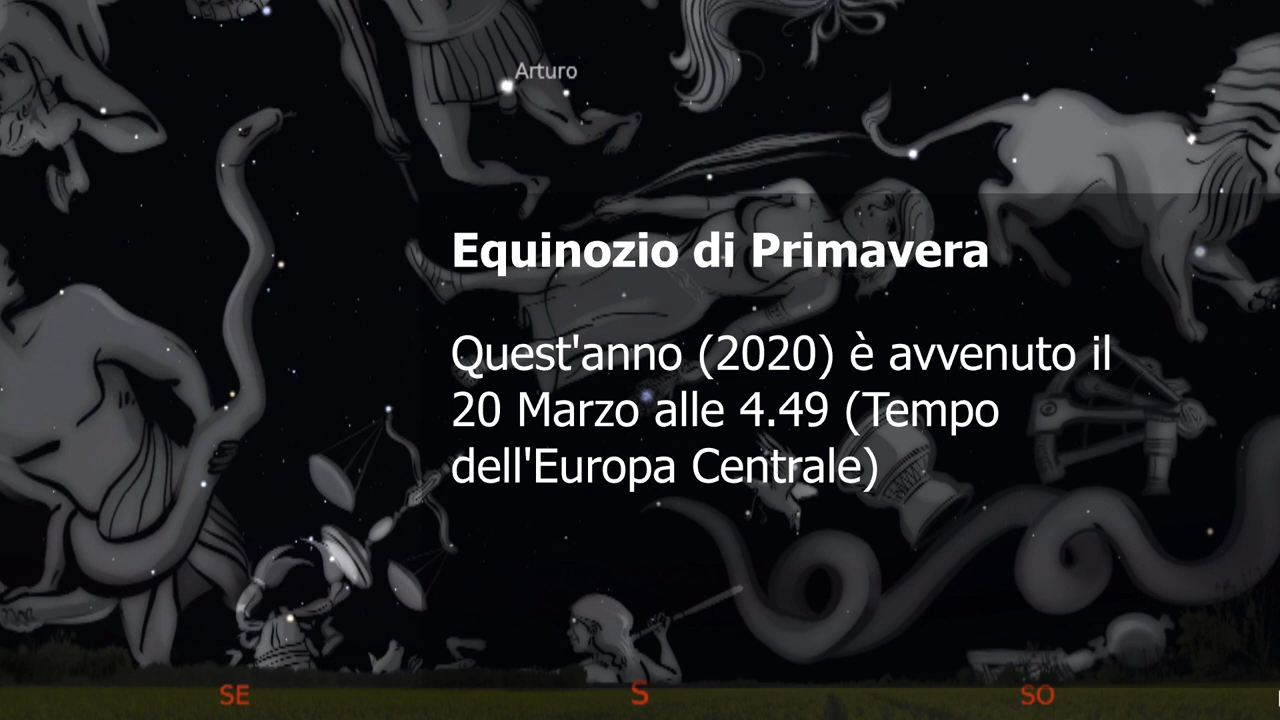 Arturo
Equinozio di Primavera
Quest'anno (2020) è avvenuto il
20 Marzo alle 4.49 (Tempo
dell'Europa Centrale)
SE S SO